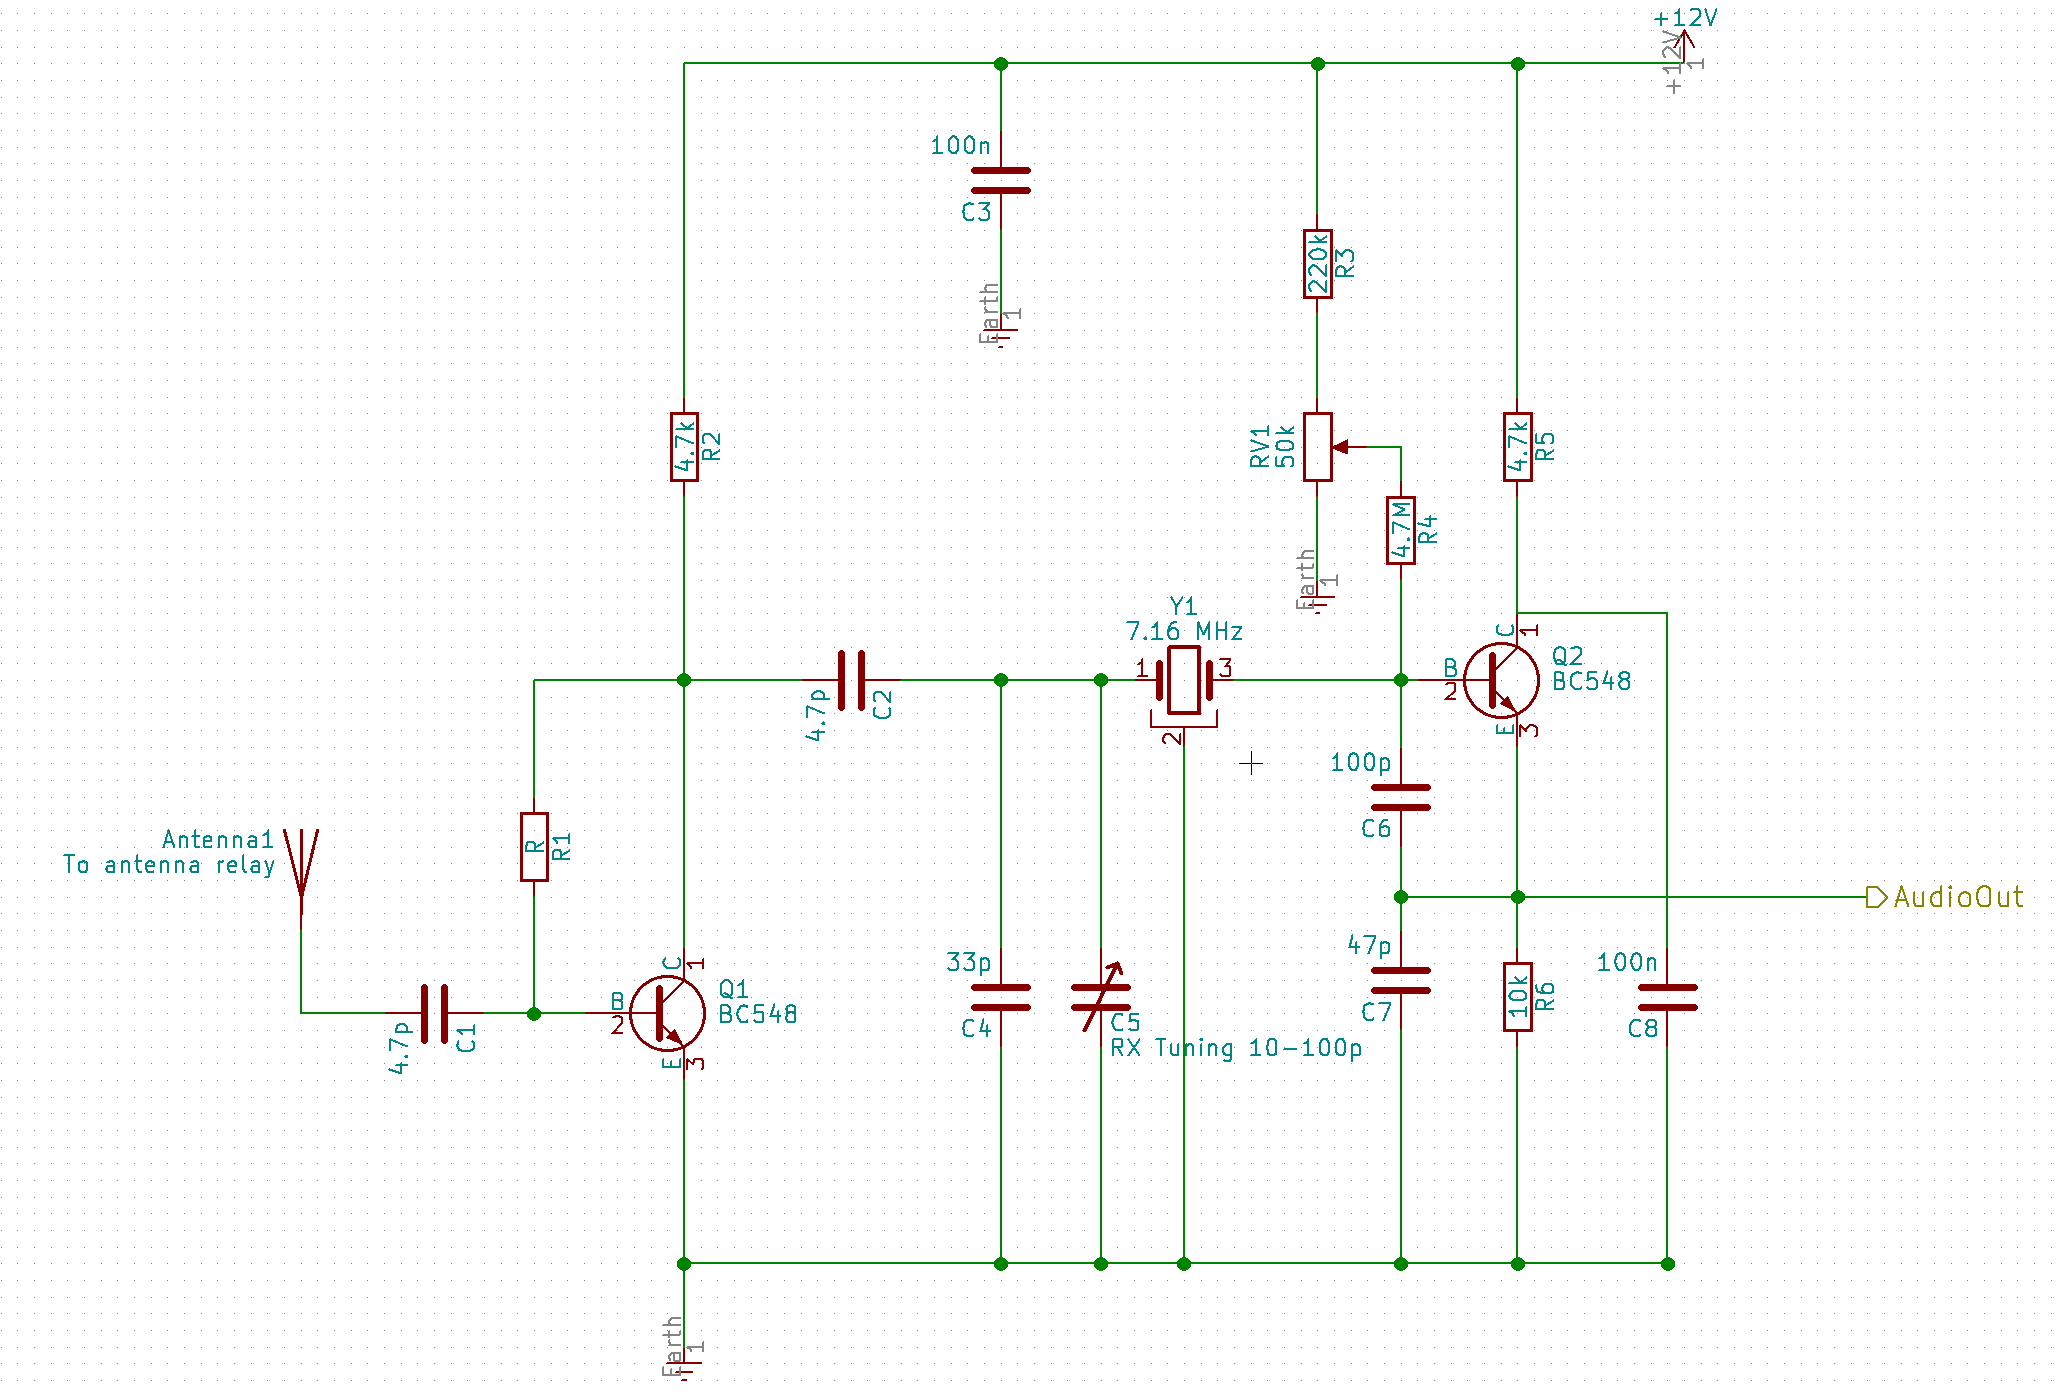 +12V
+12V
1
100n
C3
Earth
1
220k
R3
4.7k
R2
RV1
50k
4.7M
R4
4.7k
R5
Earth
1
Y1
7.16 MHz
1
3
2
C
1
B
2
Q2
BC548
E
3
4.7p
C2
100p
C6
Antenna1
To antenna relay
R
R1
AudioOut
47p
C7
33p
C4
C5
RX Tuning 10-100p
10k
R6
100n
C8
4.7p
C1
C
1
B
2
Q1
BC548
E
3
Earth
1